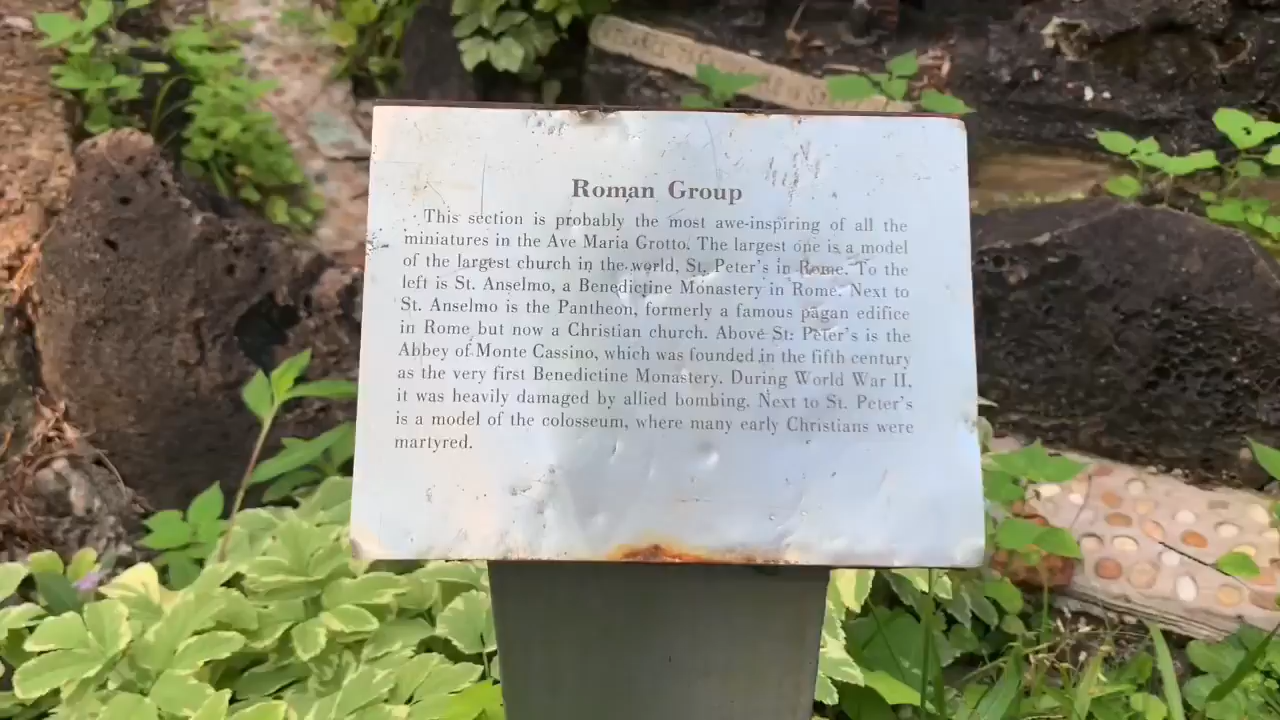 Roman Group
This section is probably the most awe-inspiring of all the
miniatures in the Ave Maria Grotto. The largest one is a model
of the largest church in the world, St. Peter's in Rome. To the
left is St. Anselmo, a Benedictine Monastery in Rome. Next to
St. Anselmo is the Pantheon, formerly a famous pagan edifice
in Rome but now a Christian church. Above St. Peter's is the
Abbey of Monte Cassino, which was founded in the fifth century
as the very first Benedictine Monastery. During World War II,
it was heavily damaged by allied bombing. Next to St. Peter's
is a model of the colosseum, where many early Christians were
martyred.